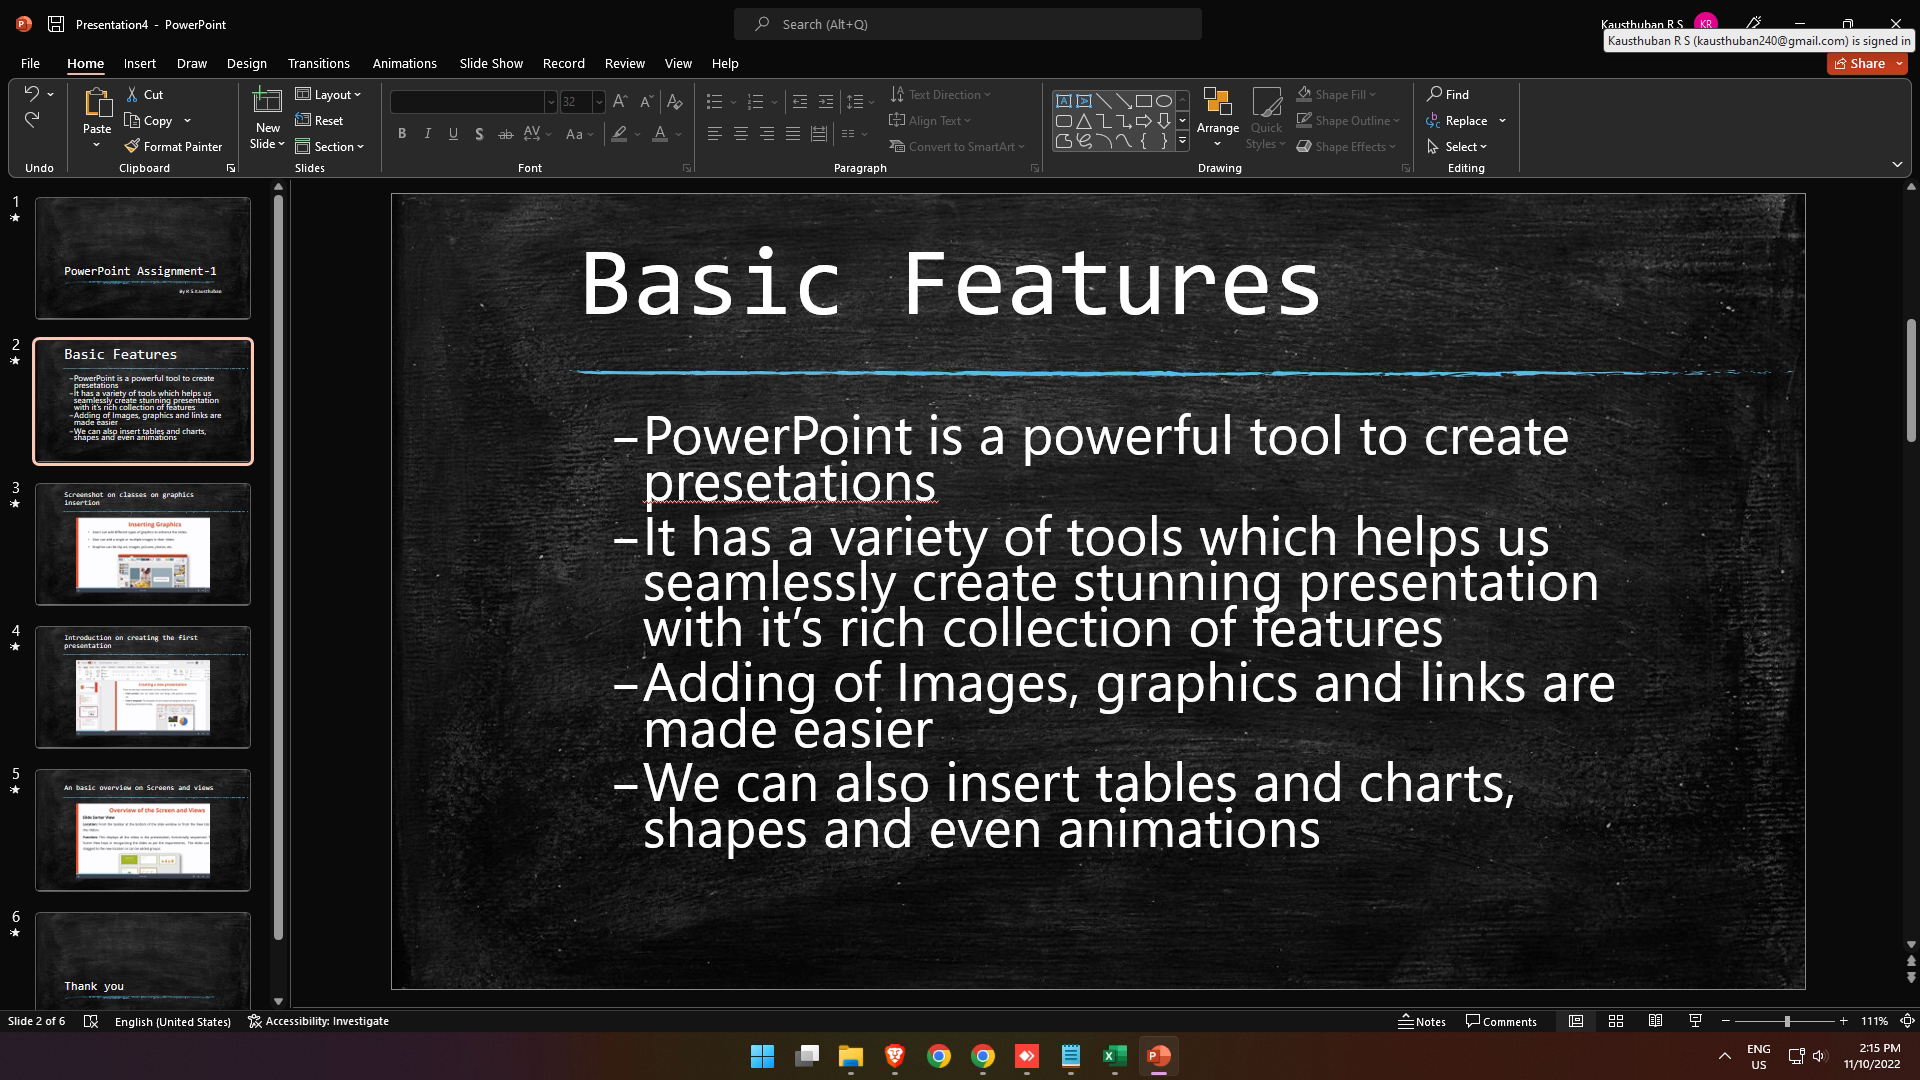 Presentation4 - PowerPoint
Search (Alt+Q)
Kausthuban R S
KR
Kausthuban R S (kausthuban240@gmail.com) is signed in
File Home Insert Draw Design Transitions Animations Slide Show Record Review View Help
Share
Undo
Paste
Cut
Copy
Format Painter
Clipboard
New Slide
Layout
Reset
Section
Slides
32
Aa
Font
Text Direction
Align Text
Convert to SmartArt
Paragraph
Arrange
Quick Styles
Shape Fill
Shape Outline
Shape Effects
Drawing
Find
Replace
Select
Editing
1
PowerPoint Assignment-1
By R S Kausthuban
2
Basic Features
–PowerPoint is a powerful tool to create
presetations
–It has a variety of tools which helps us
seamlessly create stunning presentation
with it's rich collection of features
–Adding of Images, graphics and links are
made easier
–We can also insert tables and charts,
shapes and even animations
3
Screenshot on classes on graphics
insertion
Inserting Graphics
4
Introduction on creating the first
presentation
Creating a new presentation
5
An basic overview on Screens and views
Overview of the Screen and Views
Slide Sorter View
6
Thank you
Basic Features
–PowerPoint is a powerful tool to create
presetations
–It has a variety of tools which helps us
seamlessly create stunning presentation
with it’s rich collection of features
–Adding of Images, graphics and links are
made easier
–We can also insert tables and charts,
shapes and even animations
Slide 2 of 6
English (United States)
Accessibility: Investigate
Notes
Comments
111%
ENG
US
2:15 PM
11/10/2022